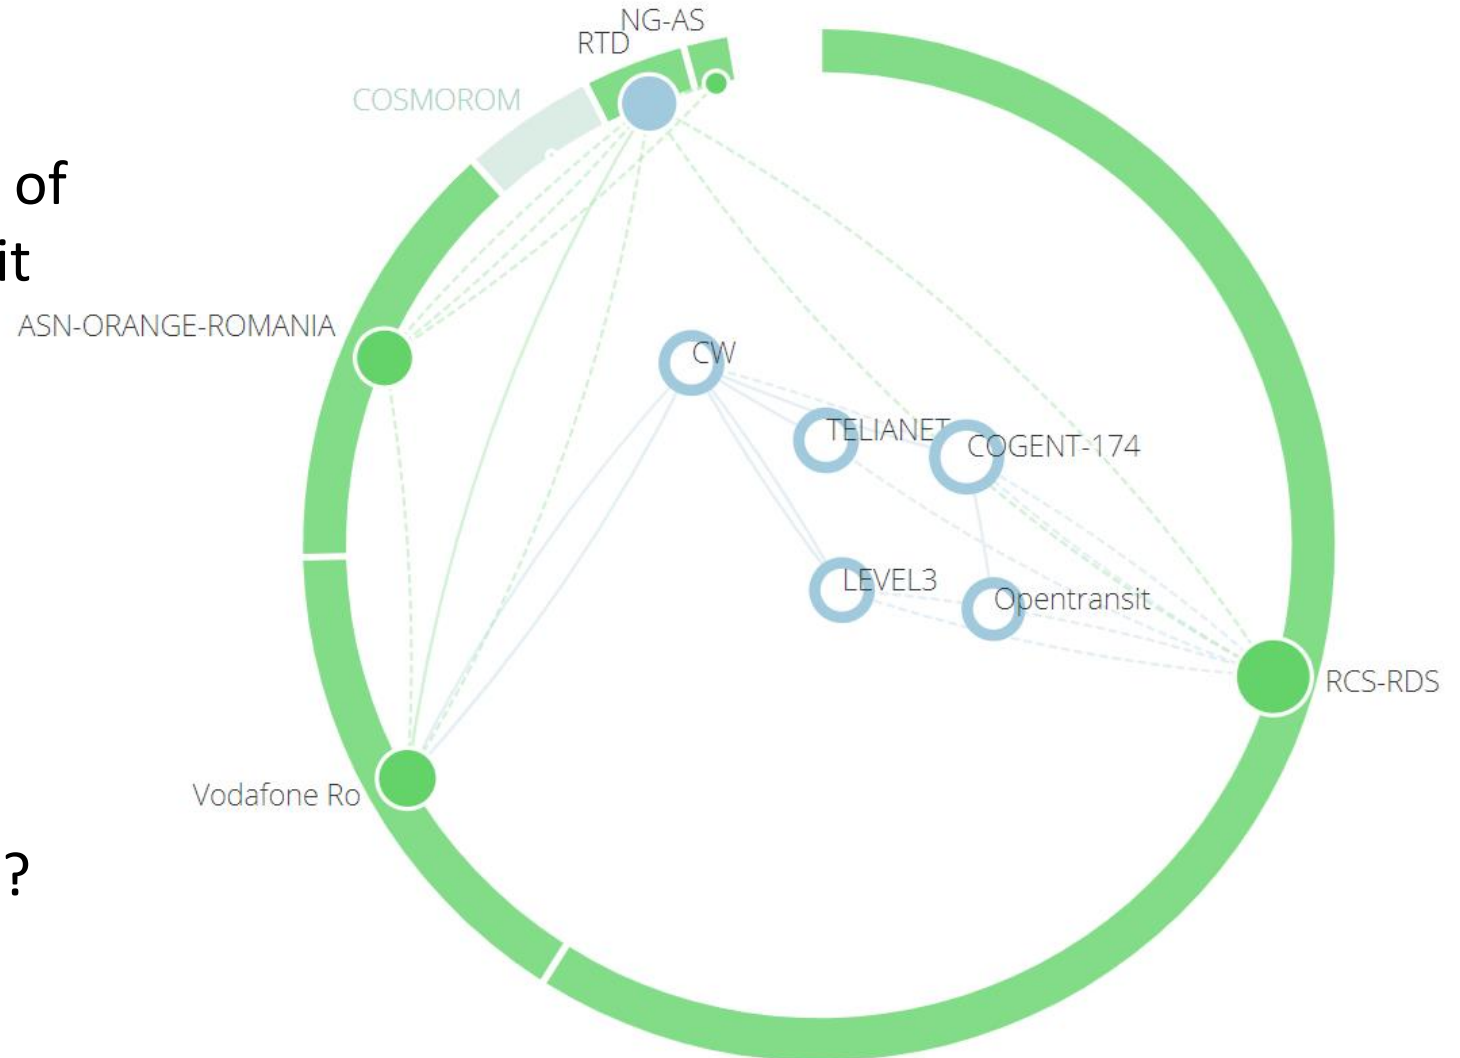 NG-AS
RTD
COSMOROM
of
it
ASN-ORANGE-ROMANIA
CW
TELIANET
COGENT-174
LEVEL3
Opentransit
RCS-RDS
Vodafone Ro
?